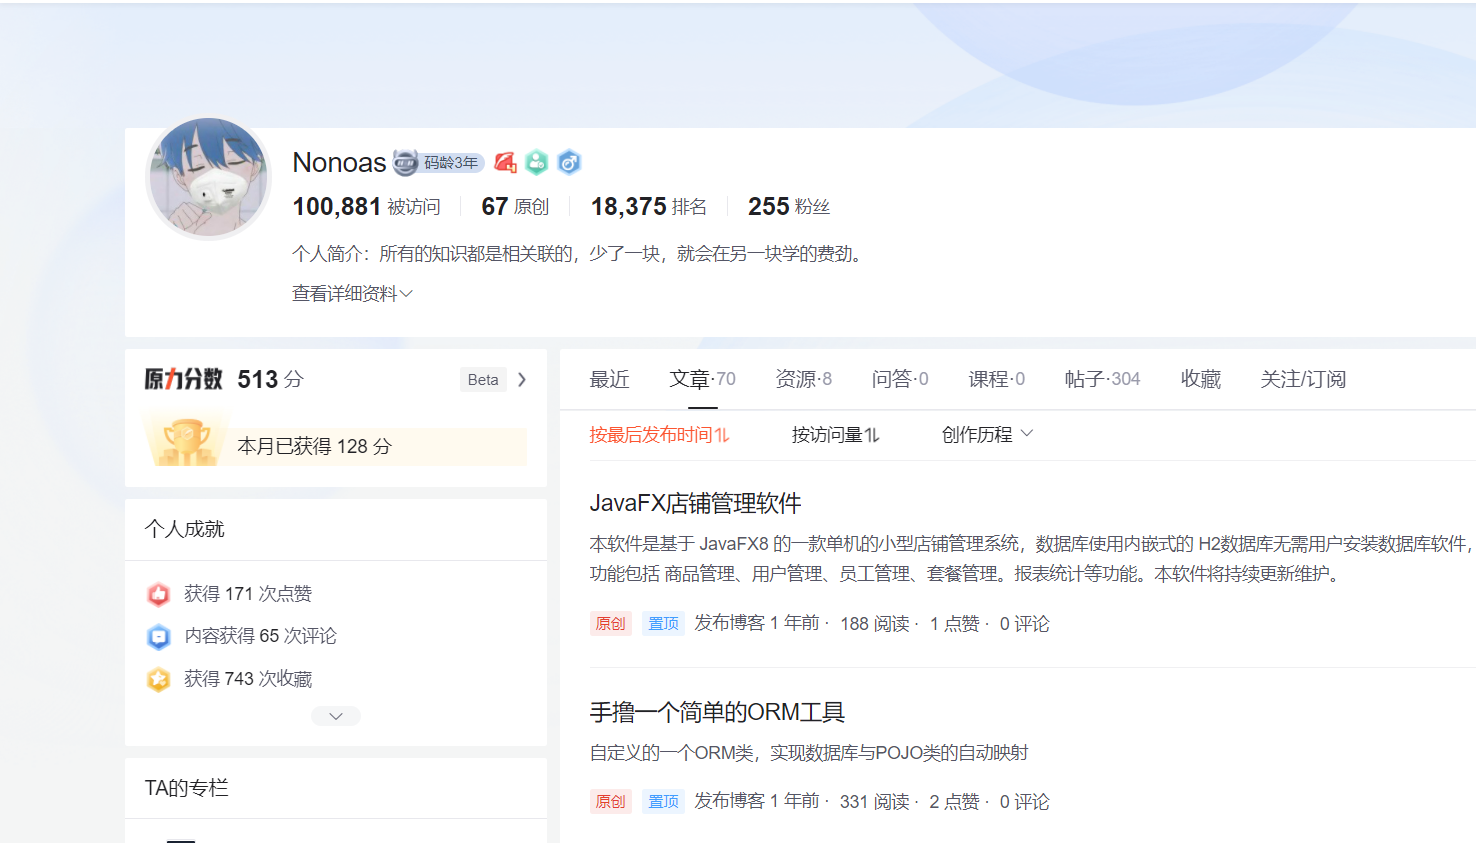 Nonoas 码龄3年
100,881 被访问 67 原创 18,375 排名 255 粉丝
个人简介：所有的知识都是相关联的，少了一块，就会在另一块学的费劲。
查看详细资料
原力分数 513 分 Beta
本月已获得 128 分
个人成就
获得 171 次点赞
内容获得 65 次评论
获得 743 次收藏
TA的专栏
最近 文章·70 资源·8 问答·0 课程·0 帖子·304 收藏 关注/订阅
按最后发布时间 按访问量 创作历程
JavaFX店铺管理软件
本软件是基于 JavaFX8 的一款单机的小型店铺管理系统，数据库使用内嵌式的 H2数据库无需用户安装数据库软件，
功能包括 商品管理、用户管理、员工管理、套餐管理。报表统计等功能。本软件将持续更新维护。
原创 置顶 发布博客 1 年前 · 188 阅读 · 1 点赞 · 0 评论
手撸一个简单的ORM工具
自定义的一个ORM类，实现数据库与POJO类的自动映射
原创 置顶 发布博客 1 年前 · 331 阅读 · 2 点赞 · 0 评论